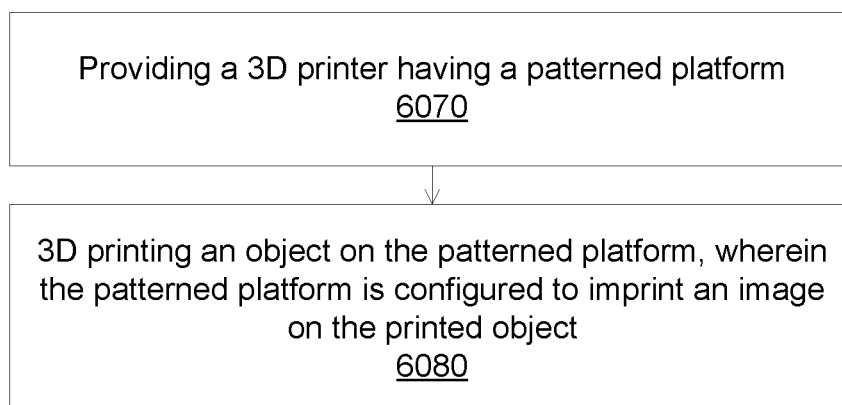 Providing a 3D printer having a patterned platform
6070
3D printing an object on the patterned platform, wherein
the patterned platform is configured to imprint an image
on the printed object
6080